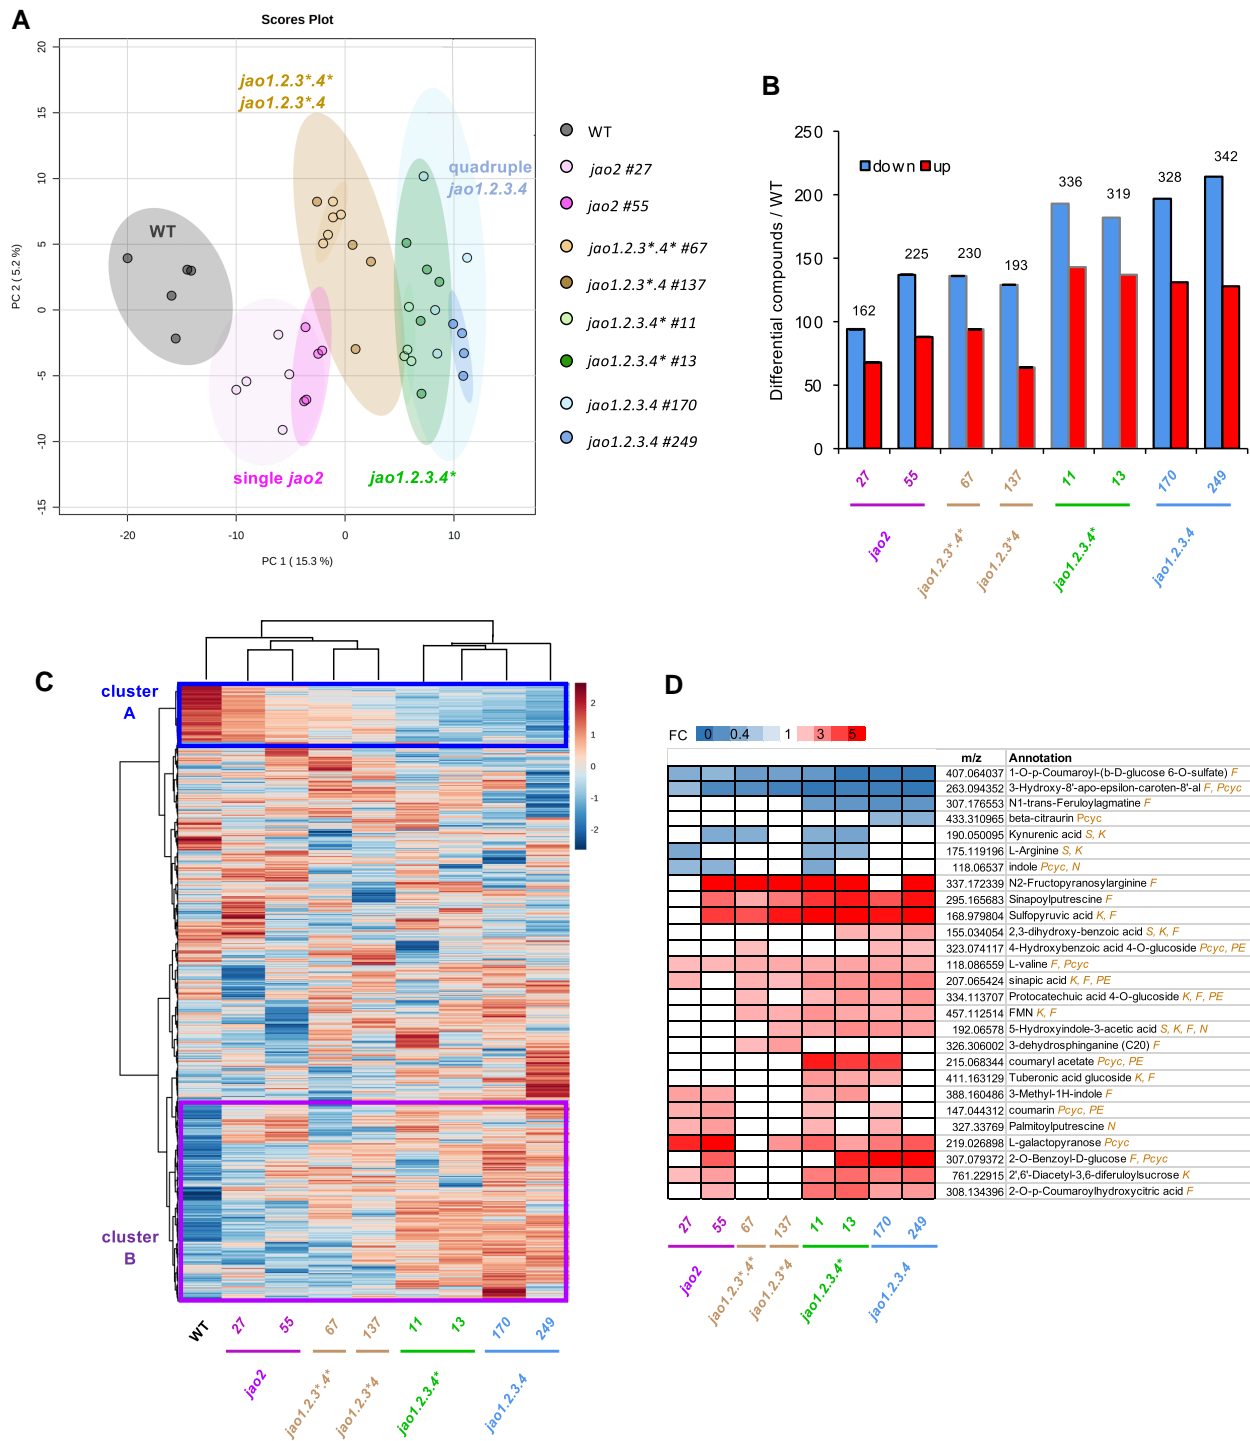 A
Scores Plot
20
15
10
5
0
-5
-10
-15
PC 2 ( 5.2 %)
-20
-10
0
10
PC 1 ( 15.3 %)
jao1.2.3*.4*
jao1.2.3*.4
WT
quadruple
jao1.2.3.4
single jao2
jao1.2.3.4*
WT
jao2 #27
jao2 #55
jao1.2.3*.4* #67
jao1.2.3*.4 #137
jao1.2.3.4* #11
jao1.2.3.4* #13
jao1.2.3.4 #170
jao1.2.3.4 #249
B
Differential compounds / WT
250
200
150
100
50
0
down up
162
225
230
193
336
319
328
342
27
55
67
137
11
13
170
249
jao2
jao1.2.3*.4*
jao1.2.3*4
jao1.2.3.4*
jao1.2.3.4
C
cluster
A
2
1
0
-1
-2
cluster
B
WT
27
55
67
137
11
13
170
249
jao2
jao1.2.3*.4*
jao1.2.3*4
jao1.2.3.4*
jao1.2.3.4
D
FC 0 0.4 1 3 5
m/z Annotation
407.064037 1-O-p-Coumaroyl-(b-D-glucose 6-O-sulfate) F
263.094352 3-Hydroxy-8'-apo-epsilon-caroten-8'-al F, Pcyc
307.176553 N1-trans-Feruloylagmatine F
433.310965 beta-citraurin Pcyc
190.050095 Kynurenic acid S, K
175.119196 L-Arginine S, K
118.06537 indole Pcyc, N
337.172339 N2-Fructopyranosylarginine F
295.165683 Sinapoylputrescine F
168.979804 Sulfopyruvic acid K, F
155.034054 2,3-dihydroxy-benzoic acid S, K, F
323.074117 4-Hydroxybenzoic acid 4-O-glucoside Pcyc, PE
118.086559 L-valine F, Pcyc
207.065424 sinapic acid K, F, PE
334.113707 Protocatechuic acid 4-O-glucoside K, F, PE
457.112514 FMN K, F
192.06578 5-Hydroxyindole-3-acetic acid S, K, F, N
326.306002 3-dehydrosphinganine (C20) F
215.068344 coumaryl acetate Pcyc, PE
411.163129 Tuberonic acid glucoside K, F
388.160486 3-Methyl-1H-indole F
147.044312 coumarin Pcyc, PE
327.33769 Palmitoylputrescine N
219.026898 L-galactopyranose Pcyc
307.079372 2-O-Benzoyl-D-glucose F, Pcyc
761.22915 2',6'-Diacetyl-3,6-diferuloylsucrose K
308.134396 2-O-p-Coumaroylhydroxycitric acid F
27
55
67
137
11
13
170
249
jao2
jao1.2.3*.4*
jao1.2.3*4
jao1.2.3.4*
jao1.2.3.4